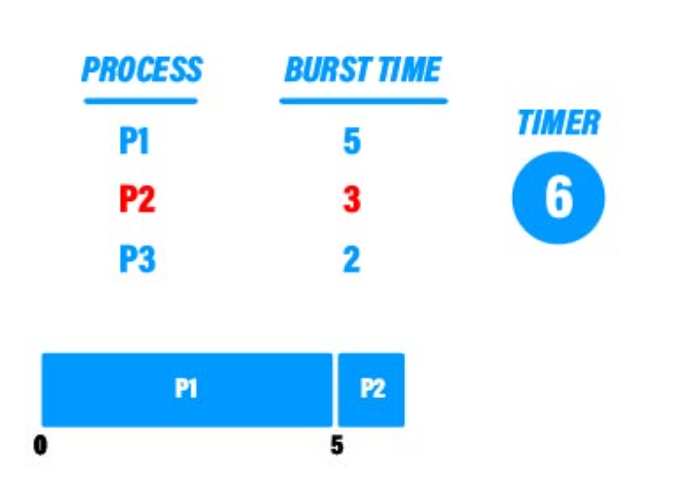 PROCESS BURST TIME
TIMER
P1 5
P2 3
6
P3 2
P1 P2
0 5